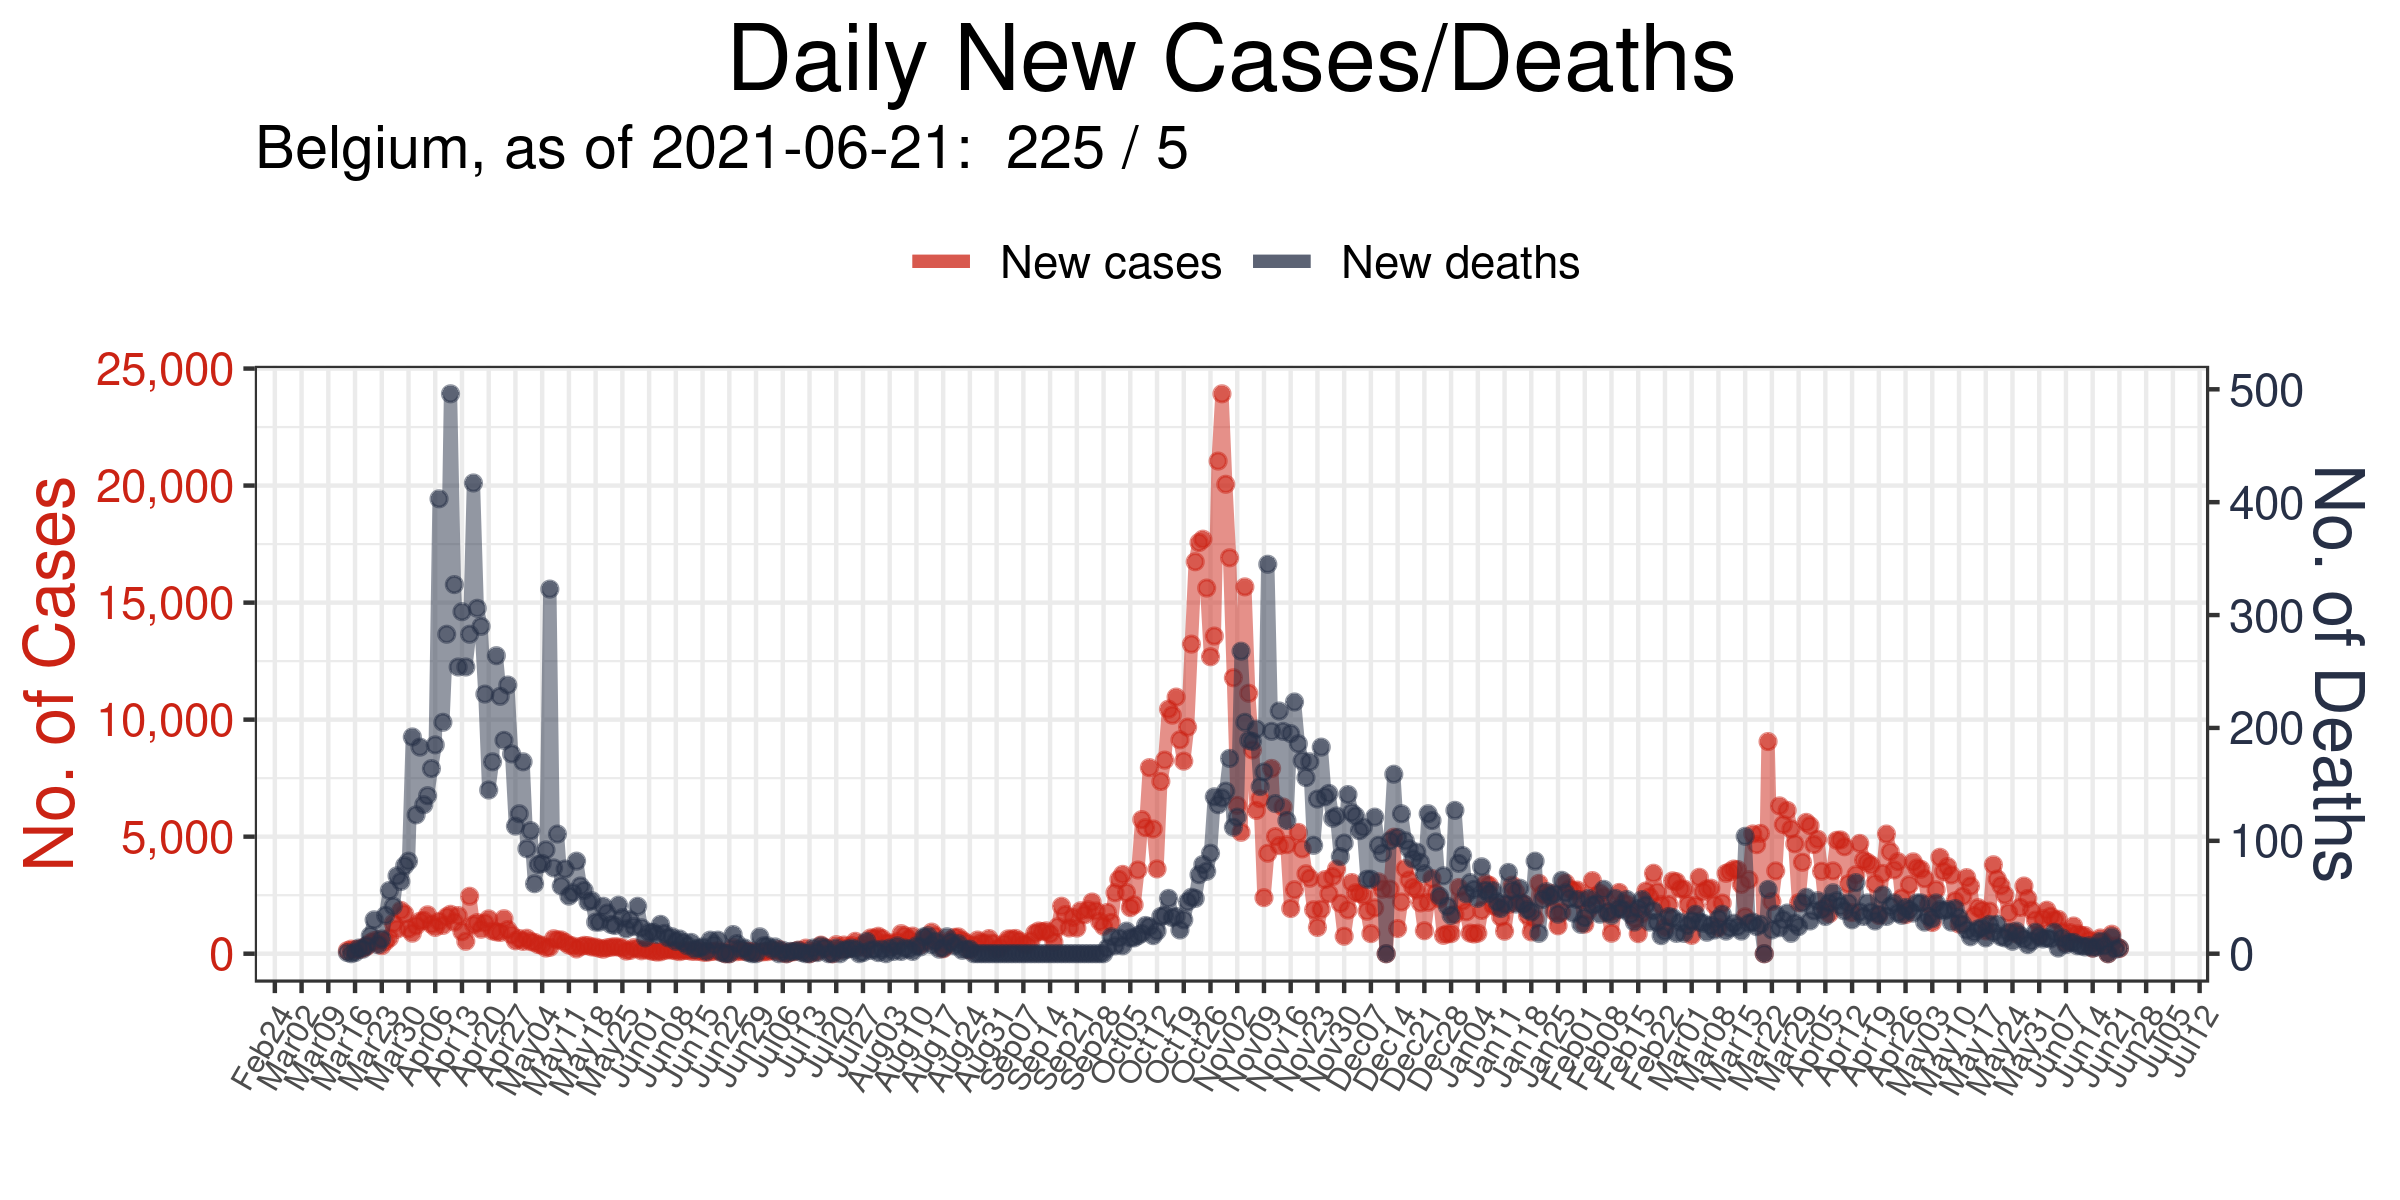 Daily New Cases/Deaths
Belgium, as of 2021-06-21: 225 / 5
New cases
New deaths
No. of Cases
25,000
20,000
15,000
10,000
5,000
0
500
400
300
200
100
0
No. of Deaths
Feb24
Mar02
Mar09
Mar16
Mar23
Mar30
Apr06
Apr13
Apr20
Apr27
May04
May11
May18
May25
Jun01
Jun08
Jun15
Jun22
Jun29
Jul06
Jul13
Jul20
Jul27
Aug03
Aug10
Aug17
Aug24
Aug31
Sep07
Sep14
Sep21
Sep28
Oct05
Oct12
Oct19
Oct26
Nov02
Nov09
Nov16
Nov23
Nov30
Dec07
Dec14
Dec21
Dec28
Jan04
Jan11
Jan18
Jan25
Feb01
Feb08
Feb15
Feb22
Mar01
Mar08
Mar15
Mar22
Mar29
Apr05
Apr12
Apr19
Apr26
May03
May10
May17
May24
May31
Jun07
Jun14
Jun21
Jun28
Jul05
Jul12